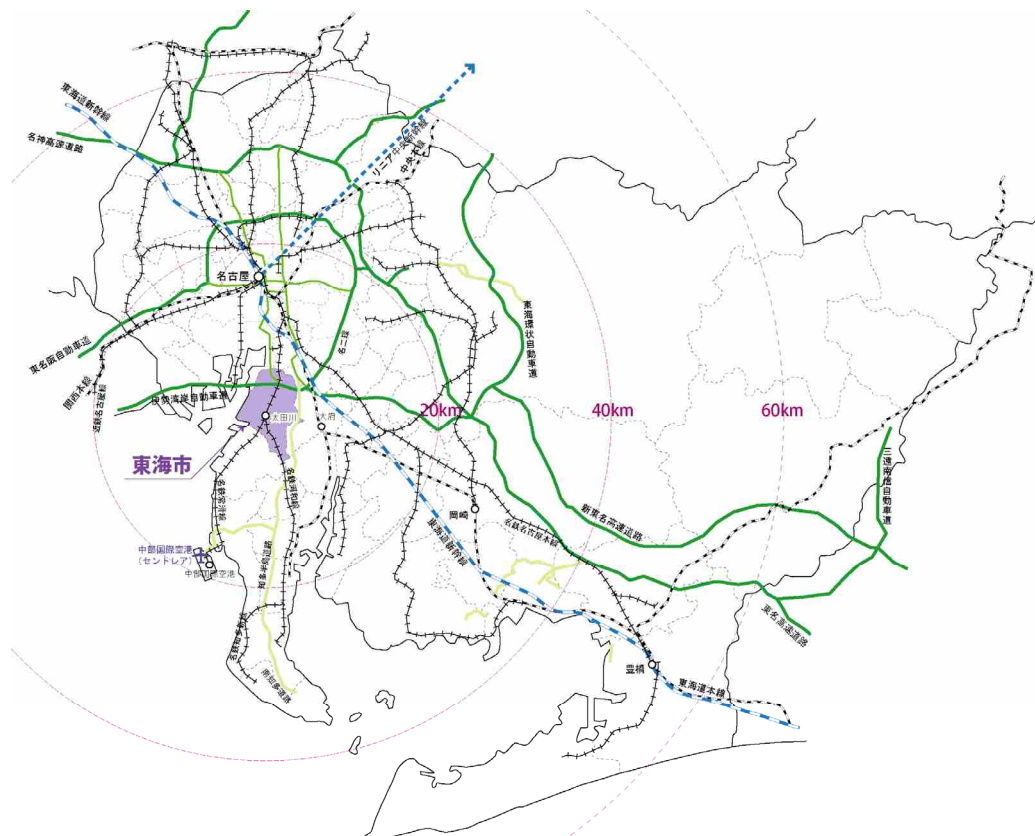 東海道新幹線
名神高速道路
リニア中央新幹線
中央本線
名古屋
東名阪自動車道
関西本線
近鉄名古屋線
伊勢湾岸自動車道
名二環
東海環状自動車道
20km
40km
60km
太田川
大府
東海市
名鉄常滑線
名鉄河和線
岡崎
東海道新幹線
名鉄名古屋本線
新東名高速道路
三遠南信自動車道
中部国際空港
(セントレア)
中部国際空港
知多半島道路
名鉄知多新線
南知多道路
豊橋
東海道本線
東名高速道路